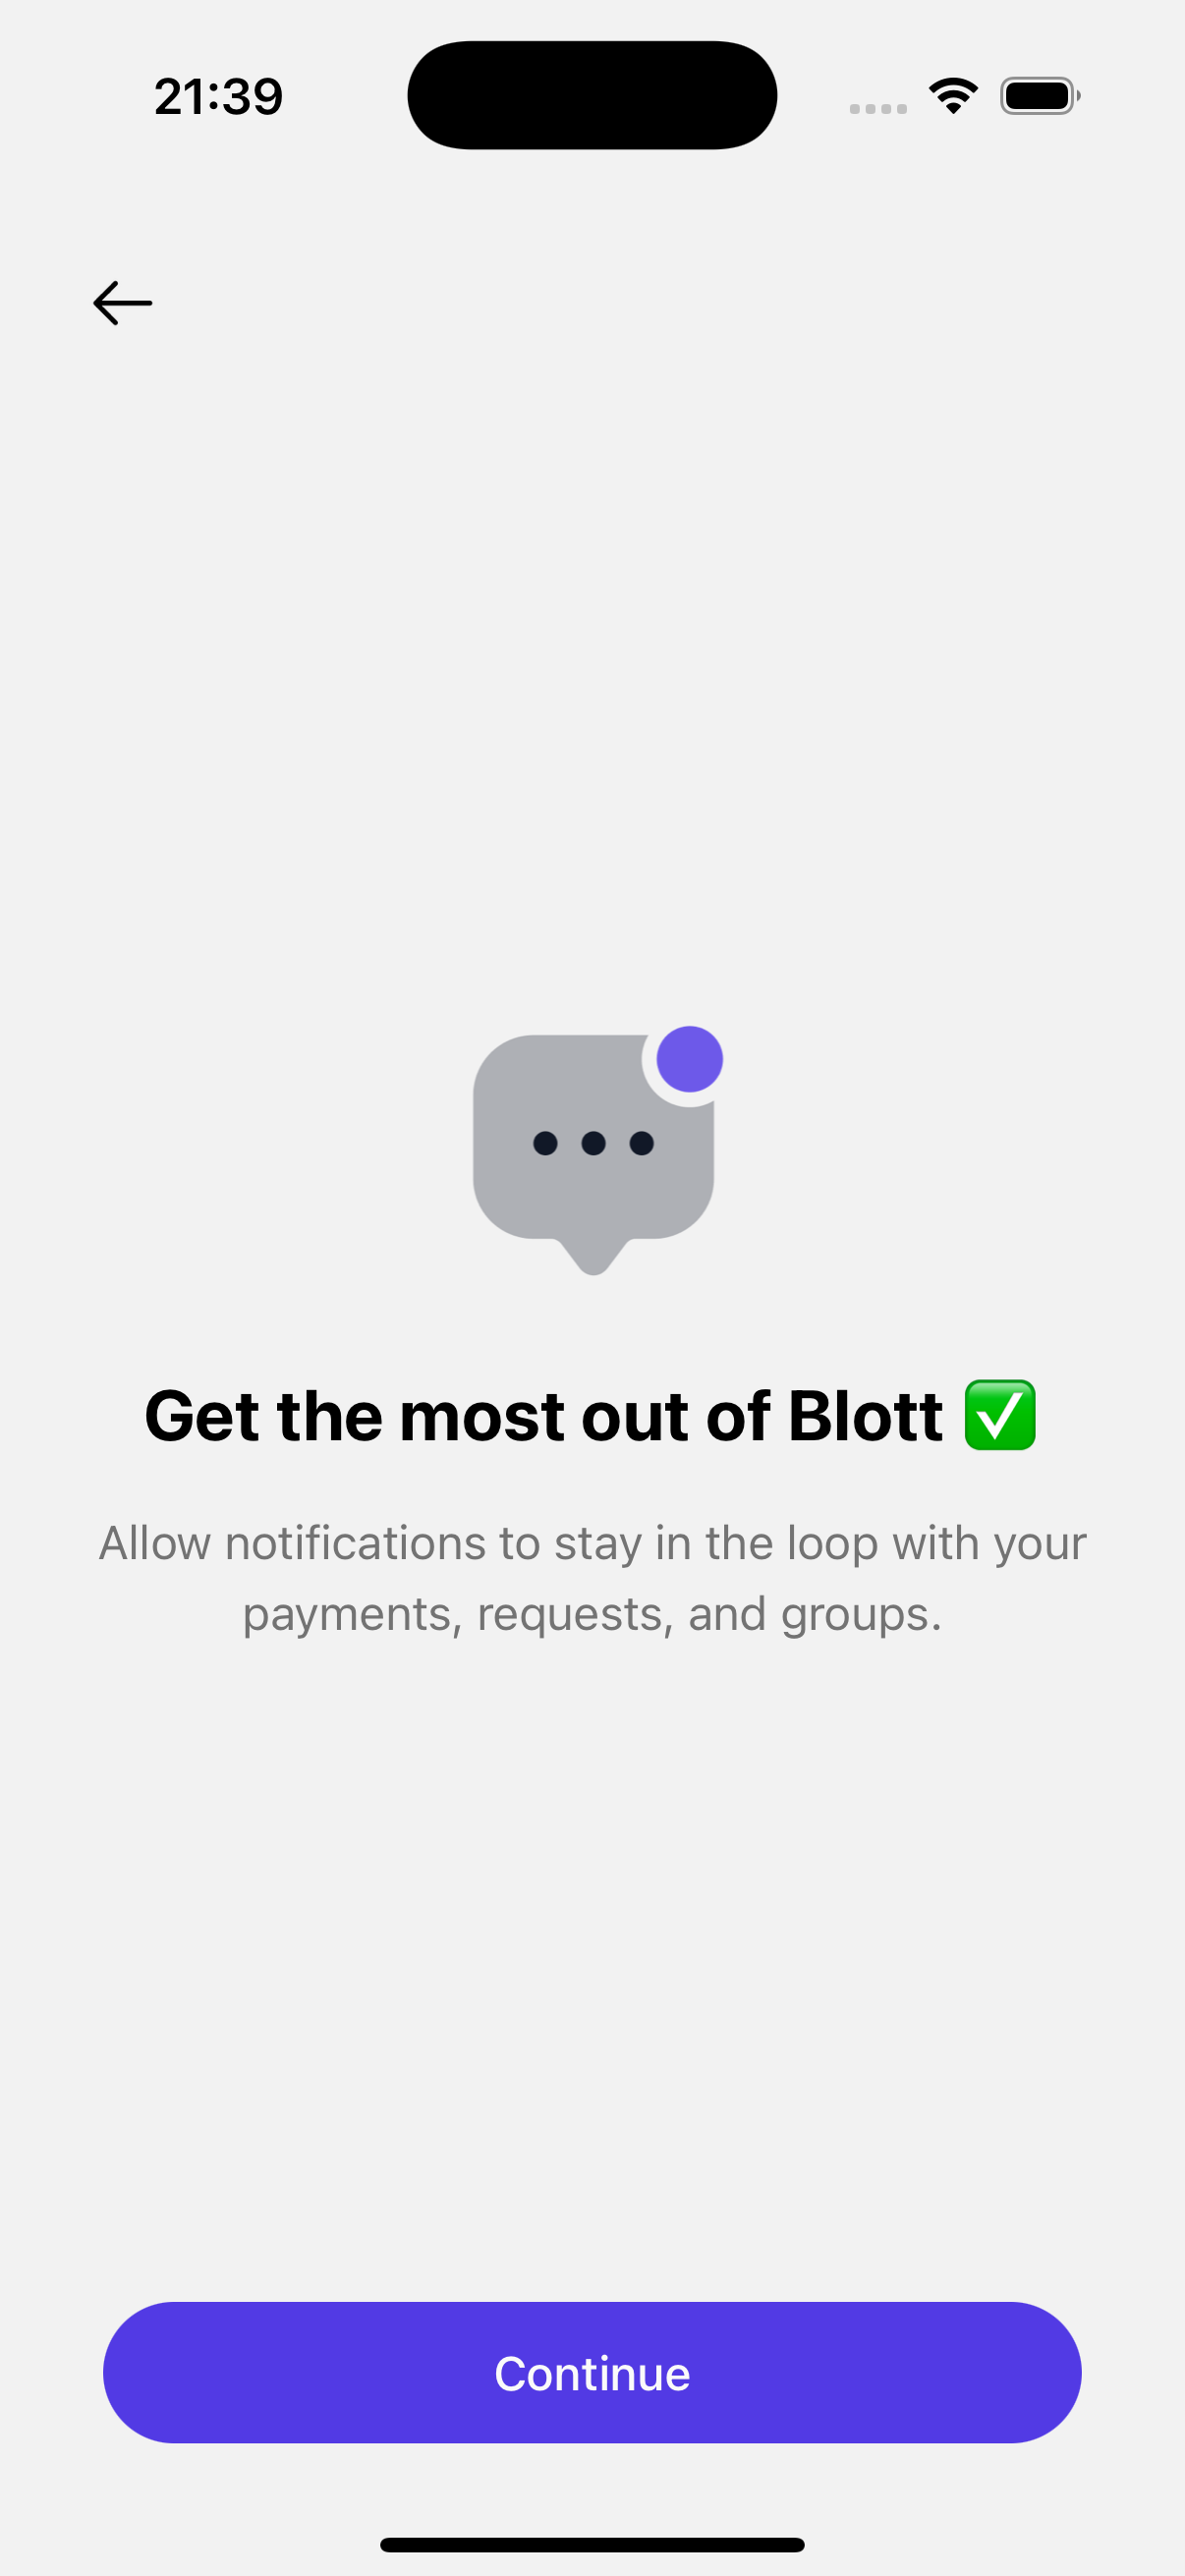 21:39
Get the most out of Blott ✅
Allow notifications to stay in the loop with your
payments, requests, and groups.
Continue